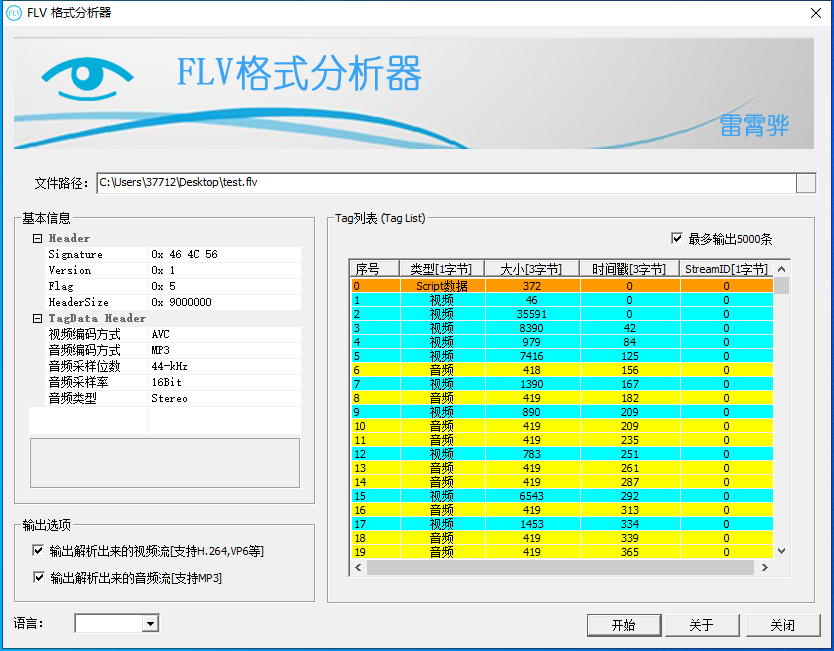 FLV 格式分析器
FLV格式分析器
雷霄骅
文件路径: C:\Users\37712\Desktop\test.flv
基本信息
Header
Signature 0x 46 4C 56
Version 0x 1
Flag 0x 5
HeaderSize 0x 9000000
TagData Header
视频编码方式 AVC
音频编码方式 MP3
音频采样位数 44-kHz
音频采样率 16Bit
音频类型 Stereo
输出选项
输出解析出来的视频流[支持H.264,VP6等]
输出解析出来的音频流[支持MP3]
语言:
Tag列表 (Tag List)
最多输出5000条
序号 类型[1字节] 大小[3字节] 时间戳[3字节] StreamID[1字节]
0 Script数据 372 0 0
1 视频 46 0 0
2 视频 35591 0 0
3 视频 8390 42 0
4 视频 979 84 0
5 视频 7416 125 0
6 音频 418 156 0
7 视频 1390 167 0
8 音频 419 182 0
9 视频 890 209 0
10 音频 419 209 0
11 音频 419 235 0
12 视频 783 251 0
13 音频 419 261 0
14 音频 419 287 0
15 视频 6543 292 0
16 音频 419 313 0
17 视频 1453 334 0
18 音频 419 339 0
19 音频 419 365 0
开始 关于 关闭